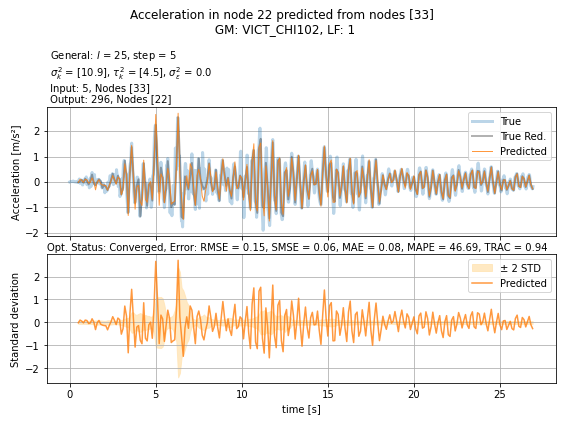 Acceleration in node 22 predicted from nodes [33]
GM: VICT_CHI102, LF: 1
General: l = 25, step = 5
σ²ₖ = [10.9], τ²ₖ = [4.5], σ²ε = 0.0
Input: 5, Nodes [33]
Output: 296, Nodes [22]
Acceleration [m/s²]
2
1
0
−1
−2
True
True Red.
Predicted
Opt. Status: Converged, Error: RMSE = 0.15, SMSE = 0.06, MAE = 0.08, MAPE = 46.69, TRAC = 0.94
Standard deviation
2
1
0
−1
−2
± 2 STD
Predicted
0 5 10 15 20 25
time [s]